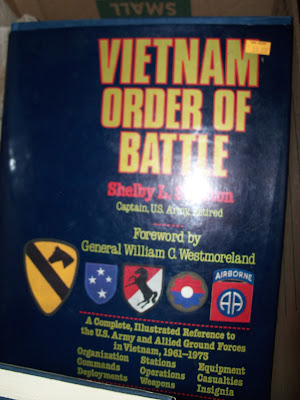 SMALL
VIETNAM
ORDER OF
BATTLE
Shelby L.
Captain, U.S. Army, Retired
Foreword by
General William C. Westmoreland
AIRBORNE
AA
A Complete, Illustrated Reference to
the U.S. Army and Allied Ground Forces
in Vietnam, 1961-1973
Organization Stations Equipment
Commands Operations Casualties
Deployments Weapons Insignia